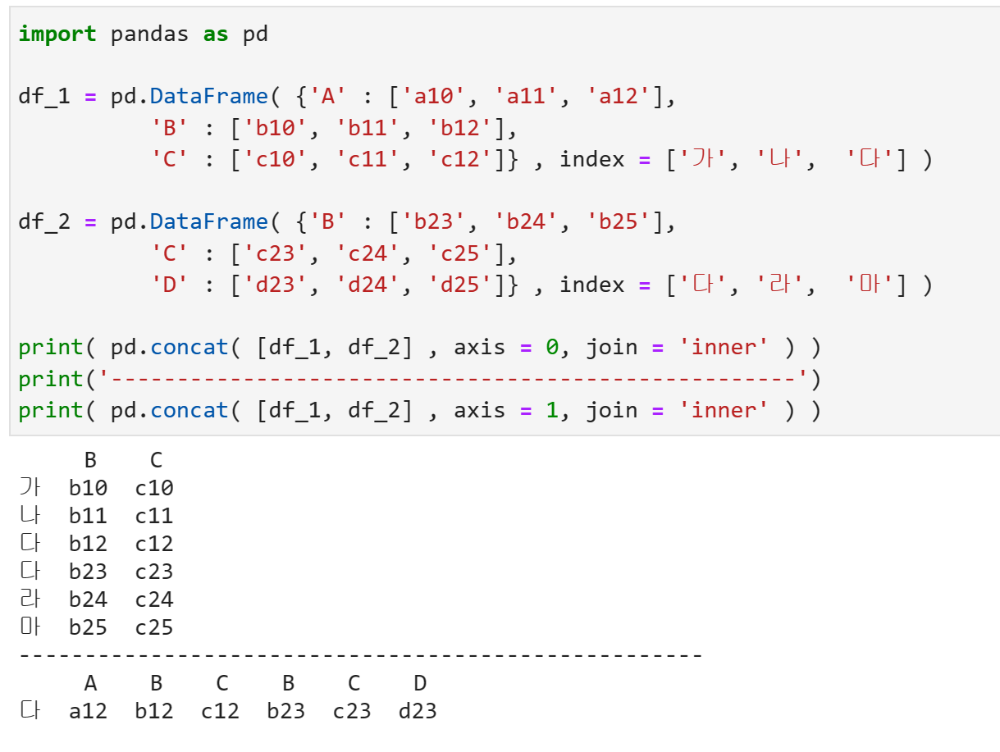 import pandas as pd
df_1 = pd.DataFrame( {'A' : ['a10', 'a11', 'a12'],
          'B' : ['b10', 'b11', 'b12'],
          'C' : ['c10', 'c11', 'c12']} , index = ['가', '나',  '다'] )
df_2 = pd.DataFrame( {'B' : ['b23', 'b24', 'b25'],
          'C' : ['c23', 'c24', 'c25'],
          'D' : ['d23', 'd24', 'd25']} , index = ['다', '라',  '마'] )
print( pd.concat( [df_1, df_2] , axis = 0, join = 'inner' ) )
print('----------------------------------------------------')
print( pd.concat( [df_1, df_2] , axis = 1, join = 'inner' ) )
     B    C
가  b10  c10
나  b11  c11
다  b12  c12
다  b23  c23
라  b24  c24
마  b25  c25
----------------------------------------------------
     A    B    C    B    C    D
다  a12  b12  c12  b23  c23  d23